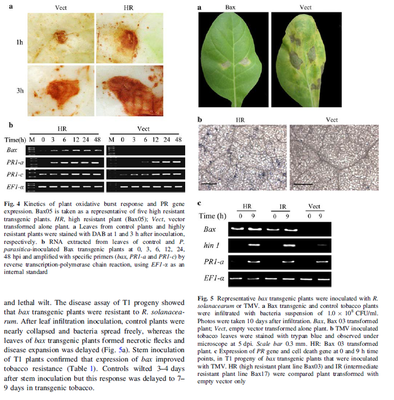 a
Vect
HR
1h
3h
b
HR
Vect
Time(h) M 0 3 6 12 24 48 M 0 3 6 12 24 48
Bax
PR1-a
PR1-c
EF1-α
Fig. 4 Kinetics of plant oxidative burst response and PR gene
expression. Bax05 is taken as a representative of five high resistant
transgenic plants. HR, high resistant plant (Bax05); Vect, vector
transformed alone plant. a Leaves from control plants and highly
resistant plants were stained with DAB at 1 and 3 h after inoculation,
respectively. b RNA extracted from leaves of control and P.
parasitica-inoculated Bax transgenic plants at 0, 3, 6, 12, 24,
48 hpi and amplified with specific primers (bax, PR1-a and PR1-c) by
reverse transcription-polymerase chain reaction, using EF1-α as an
internal standard
and lethal wilt. The disease assay of T1 progeny showed
that bax transgenic plants were resistant to R. solanacea-
rum. After leaf infiltration inoculation, control plants were
nearly collapsed and bacteria spread freely, whereas the
leaves of bax transgenic plants formed necrotic flecks and
disease expansion was delayed (Fig. 5a). Stem inoculation
of T1 plants confirmed that expression of bax improved
tobacco resistance (Table 1). Controls wilted 3–4 days
after stem inoculation but this response was delayed to 7–
9 days in transgenic tobacco.
a
Bax
Vect
b
HR
Vect
c
HR
IR
Vect
Time (h) 0 9 0 9 0 9
Bax
hin 1
PR1-a
EF1-α
Fig. 5 Representative bax transgenic plants were inoculated with R.
solanacearum or TMV. a Bax transgenic and control tobacco plants
were infiltrated with bacteria suspension of 1.0 × 10⁸ CFU/ml.
Photos were taken 10 days after infiltration. Bax, Bax 03 transformed
plant; Vect, empty vector transformed alone plant. b TMV inoculated
tobacco leaves were stained with trypan blue and observed under
microscope at 5 dpi. Scale bar 0.3 mm. HR: Bax 03 transformed
plant. c Expression of PR gene and cell death gene at 0 and 9 h time
points, in T1 progeny of bax transgenic plants that were inoculated
with TMV. HR (high resistant plant line Bax03) and IR (intermediate
resistant plant line Bax17) were compared plant transformed with
empty vector only